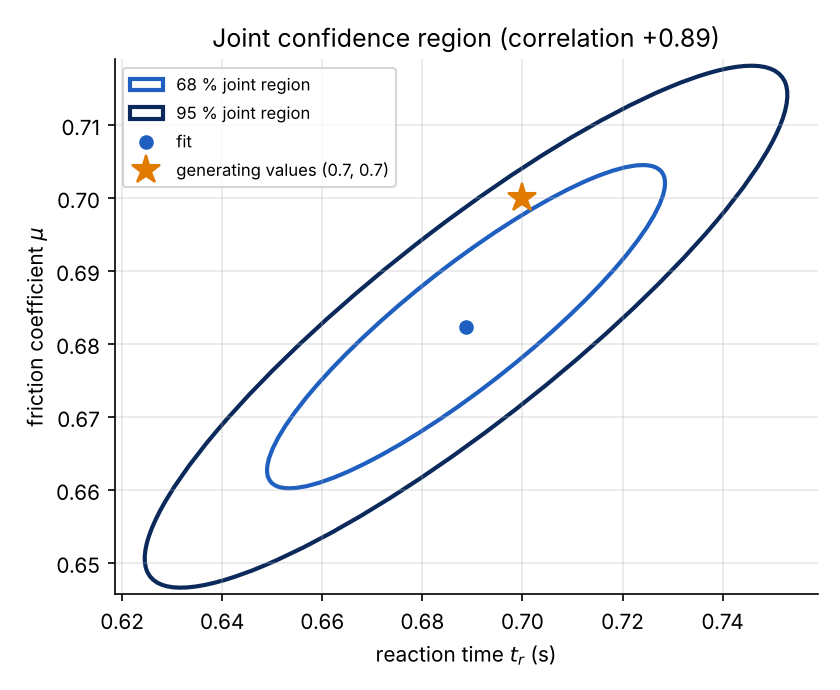 Joint confidence region (correlation +0.89)
68 % joint region
95 % joint region
fit
generating values (0.7, 0.7)
friction coefficient μ
0.71
0.70
0.69
0.68
0.67
0.66
0.65
0.62 0.64 0.66 0.68 0.70 0.72 0.74
reaction time tᵣ (s)